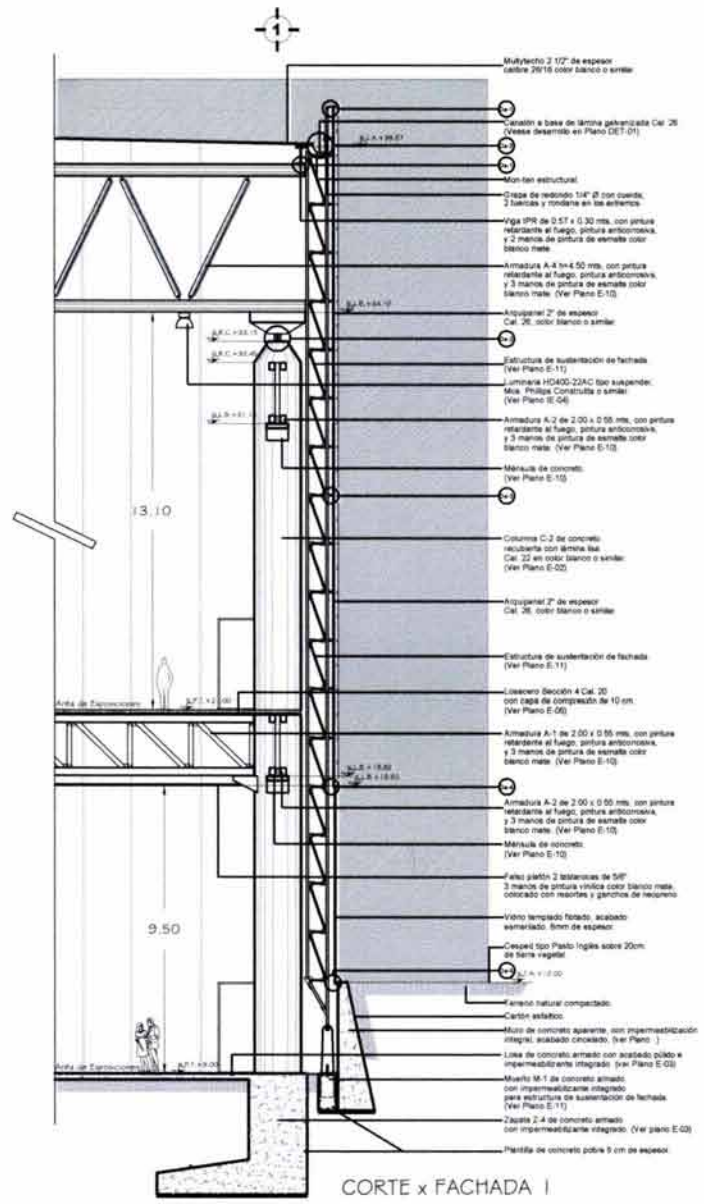 1
Multytecho 2 1/2" de espesor
calibre 26/18 color blanco o similar
Canalón a base de lámina galvanizada Cal. 26
(Vease desarrollo en Plano DET-01)
Mon-ten estructural.
Grapa de redondo 1/4" Ø con cuerda,
2 tuercas y rondana en los extremos
Viga IPR de 0.57 x 0.30 mts, con pintura
retardante al fuego, pintura anticorrosiva,
y 2 manos de pintura de esmalte color
blanco mate
Armadura A-4 h=4.50 mts, con pintura
retardante al fuego, pintura anticorrosiva,
y 3 manos de pintura de esmalte color
blanco mate. (Ver Plano E-10)
Arquipanel 2" de espesor
Cal. 26, color blanco o similar.
Estructura de sustentación de fachada
(Ver Plano E-11)
Luminaria HD400-22AC tipo suspender,
Mca. Phillips Construlita o similar.
(Ver Plano IE-04)
Armadura A-2 de 2.00 x 0.55 mts, con pintura
retardante al fuego, pintura anticorrosiva,
y 3 manos de pintura de esmalte color
blanco mate. (Ver Plano E-10)
Ménsula de concreto.
(Ver Plano E-10)
13.10
Columna C-2 de concreto
recubierta con lámina lisa
Cal. 22 en color blanco o similar.
(Ver Plano E-02)
Arquipanel 2" de espesor
Cal. 26, color blanco o similar.
Estructura de sustentación de fachada
(Ver Plano E-11)
Area de Exposiciones
Losacero Sección 4 Cal. 20
con capa de compresión de 10 cm.
(Ver Plano E-06)
Armadura A-1 de 2.00 x 0.55 mts, con pintura
retardante al fuego, pintura anticorrosiva,
y 3 manos de pintura de esmalte color
blanco mate. (Ver Plano E-10)
Armadura A-2 de 2.00 x 0.55 mts, con pintura
retardante al fuego, pintura anticorrosiva,
y 3 manos de pintura de esmalte color
blanco mate. (Ver Plano E-10)
Ménsula de concreto.
(Ver Plano E-10)
Falso plafón 2 tablarocas de 5/8"
3 manos de pintura vinílica color blanco mate,
colocado con resortes y ganchos de neopreno
9.50
Vidrio templado flotado, acabado
esmerilado, 8mm de espesor.
Cesped tipo Pasto Inglés sobre 20cm.
de tierra vegetal
Terreno natural compactado.
Cartón asfáltico.
Muro de concreto aparente, con impermeabilización
integral, acabado cincelado. (ver Plano )
Area de Exposiciones
Losa de concreto armado con acabado pulido e
impermeabilizante integrado. (ver Plano E-03)
Muerto M-1 de concreto armado
con impermeabilizante integrado
para estructura de sustentación de fachada.
(Ver Plano E-11)
Zapata Z-4 de concreto armado
con impermeabilizante integrado. (Ver plano E-03)
Plantilla de concreto pobre 5 cm de espesor.
CORTE x FACHADA 1